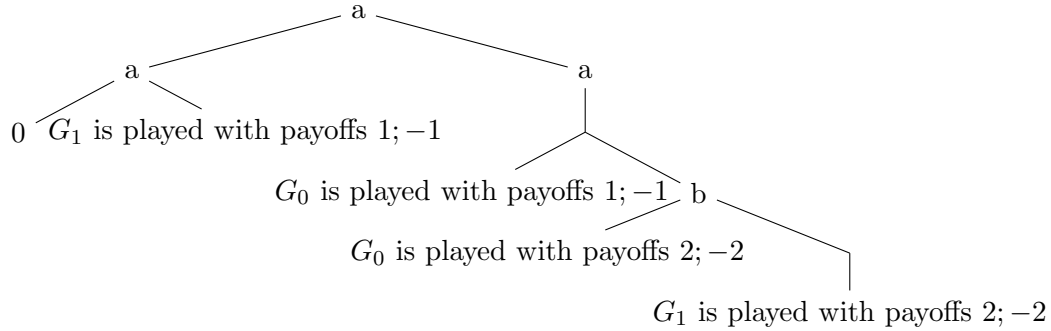 a
a a
0 G₁ is played with payoffs 1; −1
G₀ is played with payoffs 1; −1 b
G₀ is played with payoffs 2; −2
G₁ is played with payoffs 2; −2